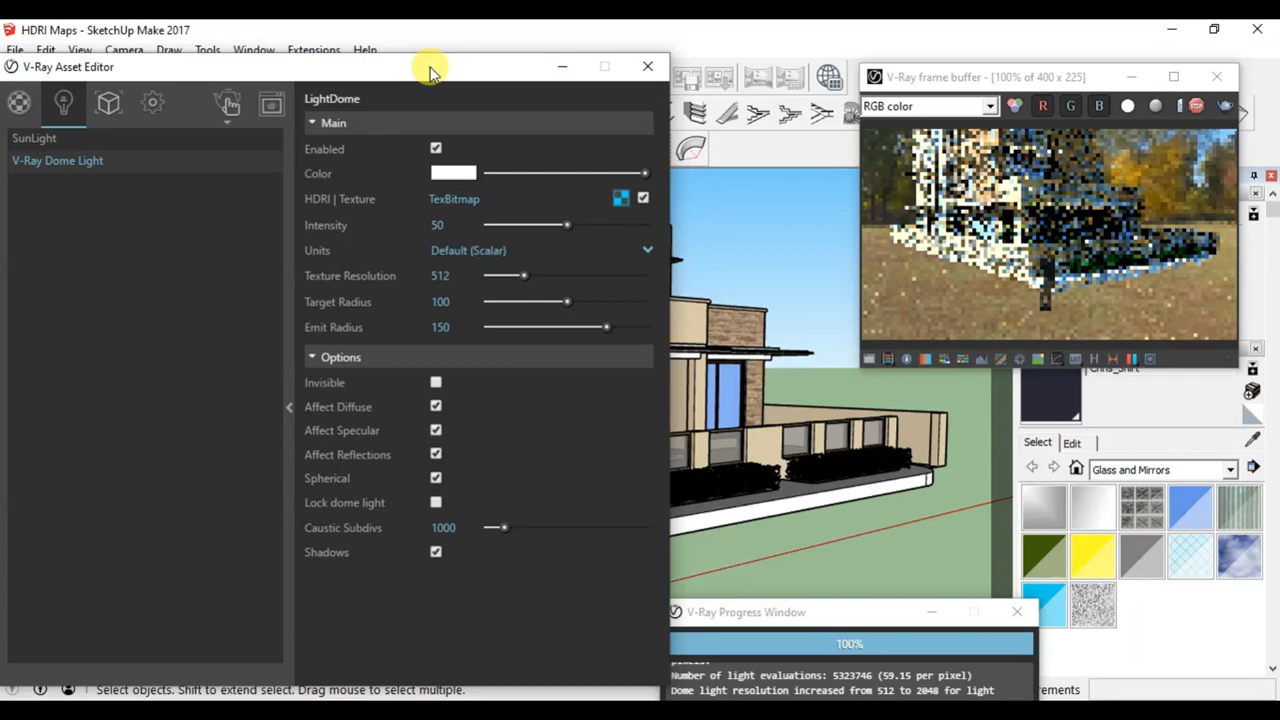 HDRI Maps - SketchUp Make 2017
File Edit View Camera Draw Tools Window Extensions Help
V-Ray Asset Editor
SunLight
V-Ray Dome Light
LightDome
Main
Enabled
Color
HDRI | Texture TexBitmap
Intensity 50
Units Default (Scalar)
Texture Resolution 512
Target Radius 100
Emit Radius 150
Options
Invisible
Affect Diffuse
Affect Specular
Affect Reflections
Spherical
Lock dome light
Caustic Subdivs 1000
Shadows
V-Ray frame buffer - [100% of 400 x 225]
RGB color R G B
STOP
H
Chris_Shirt
Select Edit
Glass and Mirrors
V-Ray Progress Window
100%
pixels.
Number of light evaluations: 5323746 (59.15 per pixel)
Dome light resolution increased from 512 to 2048 for light
Select objects. Shift to extend select. Drag mouse to select multiple.
urements